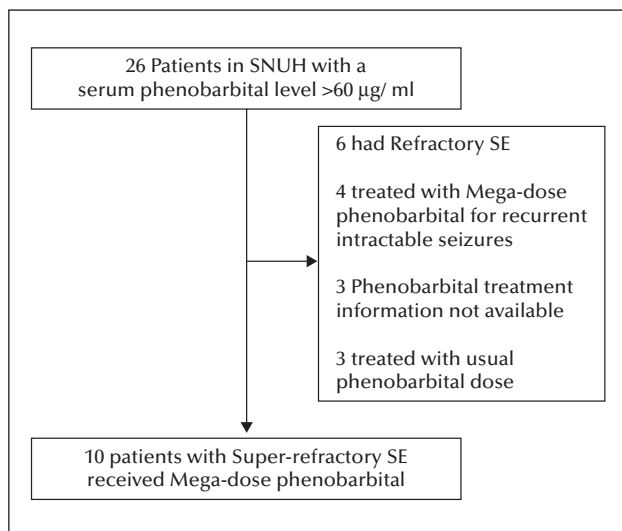 26 Patients in SNUH with a
serum phenobarbital level >60 μg/ ml
6 had Refractory SE
4 treated with Mega-dose
phenobarbital for recurrent
intractable seizures
3 Phenobarbital treatment
information not available
3 treated with usual
phenobarbital dose
10 patients with Super-refractory SE
received Mega-dose phenobarbital